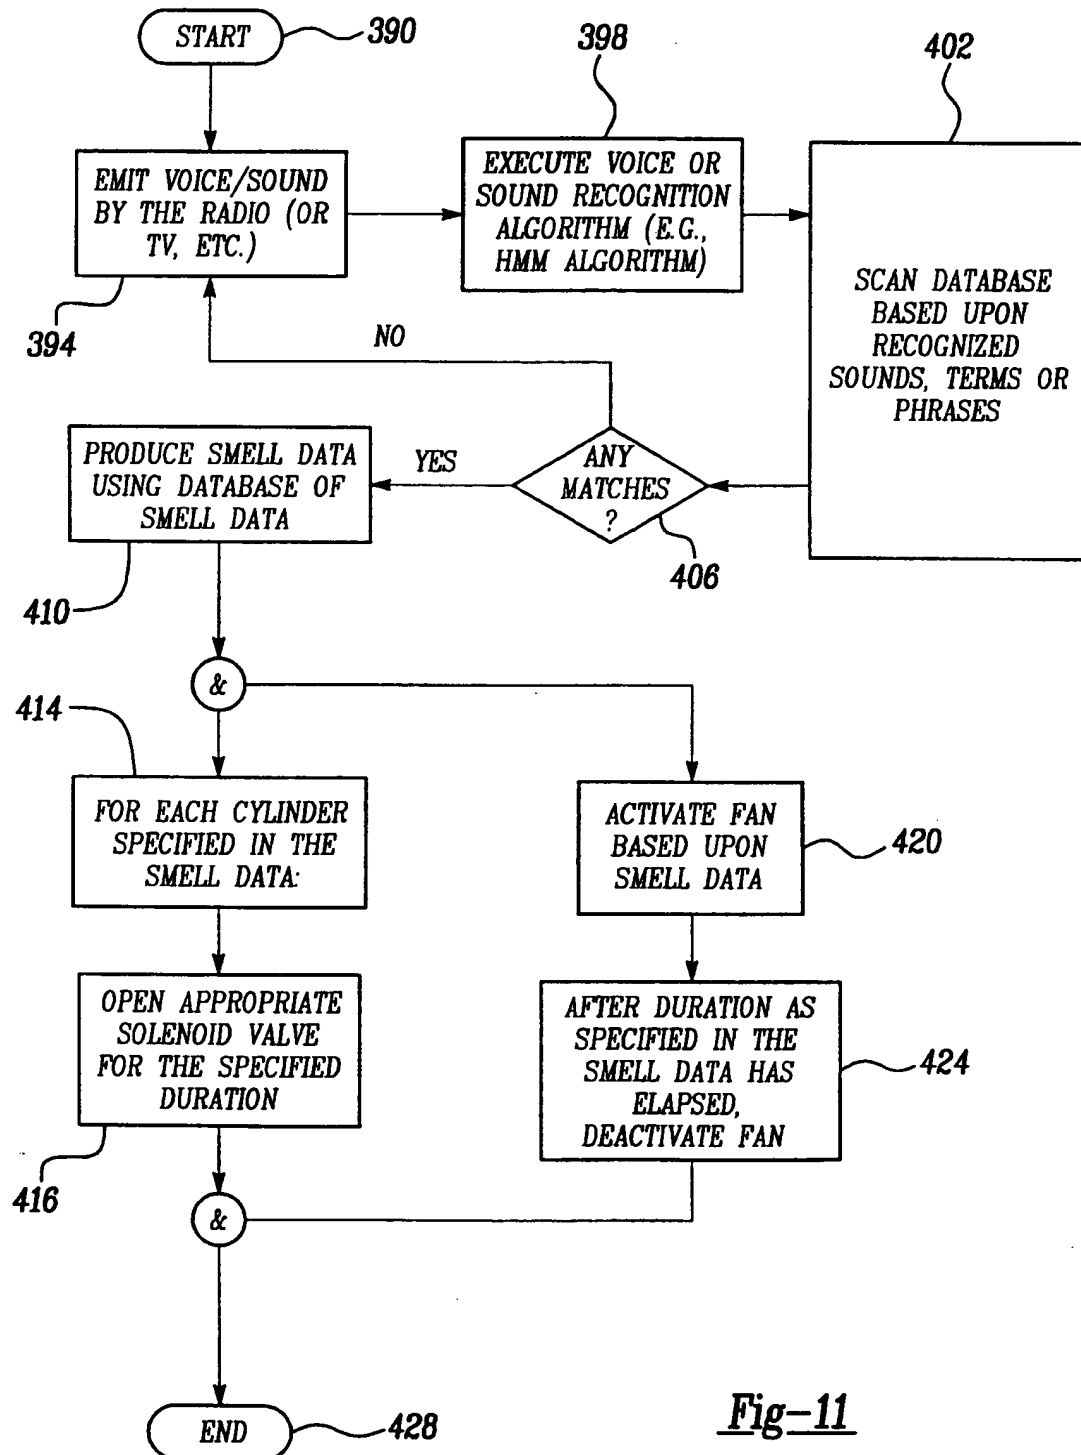 START
390
EMIT VOICE/SOUND
BY THE RADIO (OR
TV, ETC.)
394
398
EXECUTE VOICE OR
SOUND RECOGNITION
ALGORITHM (E.G.,
HMM ALGORITHM)
402
SCAN DATABASE
BASED UPON
RECOGNIZED
SOUNDS, TERMS OR
PHRASES
NO
ANY
MATCHES
?
406
YES
PRODUCE SMELL DATA
USING DATABASE OF
SMELL DATA
410
&
414
FOR EACH CYLINDER
SPECIFIED IN THE
SMELL DATA:
ACTIVATE FAN
BASED UPON
SMELL DATA
420
OPEN APPROPRIATE
SOLENOID VALVE
FOR THE SPECIFIED
DURATION
416
AFTER DURATION AS
SPECIFIED IN THE
SMELL DATA HAS
ELAPSED,
DEACTIVATE FAN
424
&
END
428
Fig-11